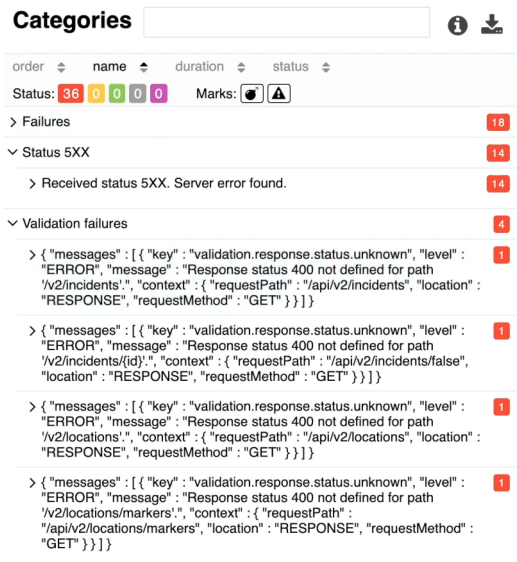 Categories
order name duration status
Status: 36 0 0 0 0 Marks:
Failures 18
Status 5XX 14
Received status 5XX. Server error found. 14
Validation failures 4
{ "messages" : [ { "key" : "validation.response.status.unknown", "level" : 1
"ERROR", "message" : "Response status 400 not defined for path
'/v2/incidents'.", "context" : { "requestPath" : "/api/v2/incidents", "location" :
"RESPONSE", "requestMethod" : "GET" } } ] }
{ "messages" : [ { "key" : "validation.response.status.unknown", "level" : 1
"ERROR", "message" : "Response status 400 not defined for path
'/v2/incidents/{id}'.", "context" : { "requestPath" : "/api/v2/incidents/false",
"location" : "RESPONSE", "requestMethod" : "GET" } } ] }
{ "messages" : [ { "key" : "validation.response.status.unknown", "level" : 1
"ERROR", "message" : "Response status 400 not defined for path
'/v2/locations'.", "context" : { "requestPath" : "/api/v2/locations", "location" :
"RESPONSE", "requestMethod" : "GET" } } ] }
{ "messages" : [ { "key" : "validation.response.status.unknown", "level" : 1
"ERROR", "message" : "Response status 400 not defined for path
'/v2/locations/markers'.", "context" : { "requestPath" :
"/api/v2/locations/markers", "location" : "RESPONSE", "requestMethod" :
"GET" } } ] }